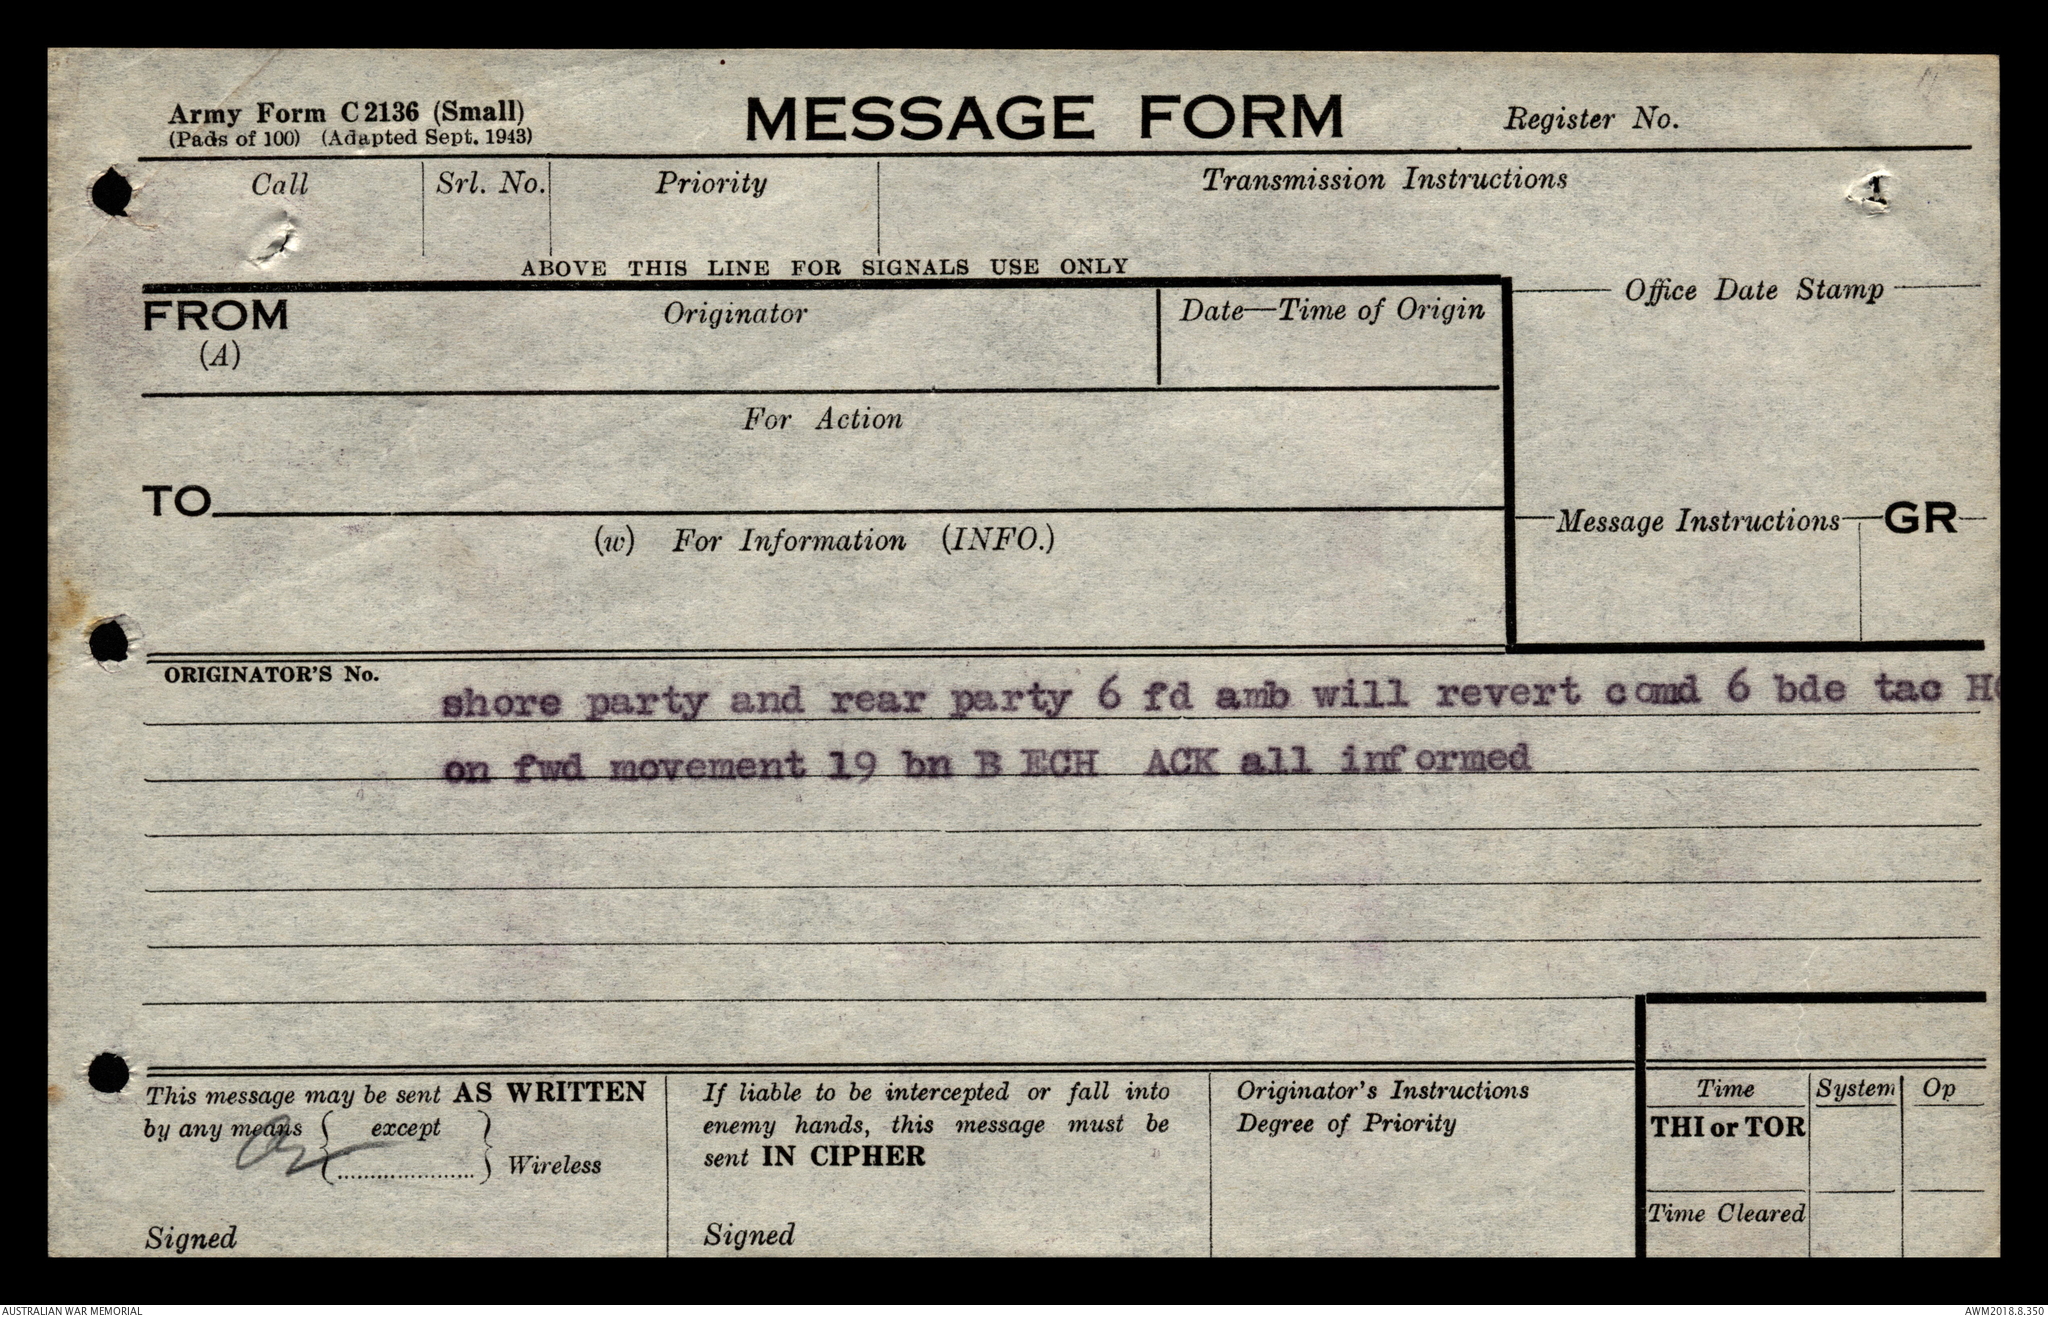 Army Form C2136 (Small)
(Pads of 100) (Adapted Sept. 1943)
MESSAGE FORM
Register No.
Call
Srl. No.
Priority
Transmission Instructions
1
ABOVE THIS LINE FOR SIGNALS USE ONLY
FROM
(A)
Originator
Date—Time of Origin
Office Date Stamp
For Action
TO
(w) For Information (INFO.)
Message Instructions
GR
ORIGINATOR'S No.
shore party and rear party 6 fd amb will revert comd 6 bde tac
on fwd movement 19 bn B ECH ACK all informed
This message may be sent AS WRITTEN
by any means { except }
{ .................... } Wireless
Signed
If liable to be intercepted or fall into
enemy hands, this message must be
sent IN CIPHER
Signed
Originator's Instructions
Degree of Priority
Time
System
Op
THI or TOR
Time Cleared
AUSTRALIAN WAR MEMORIAL
AWM2018.8.350